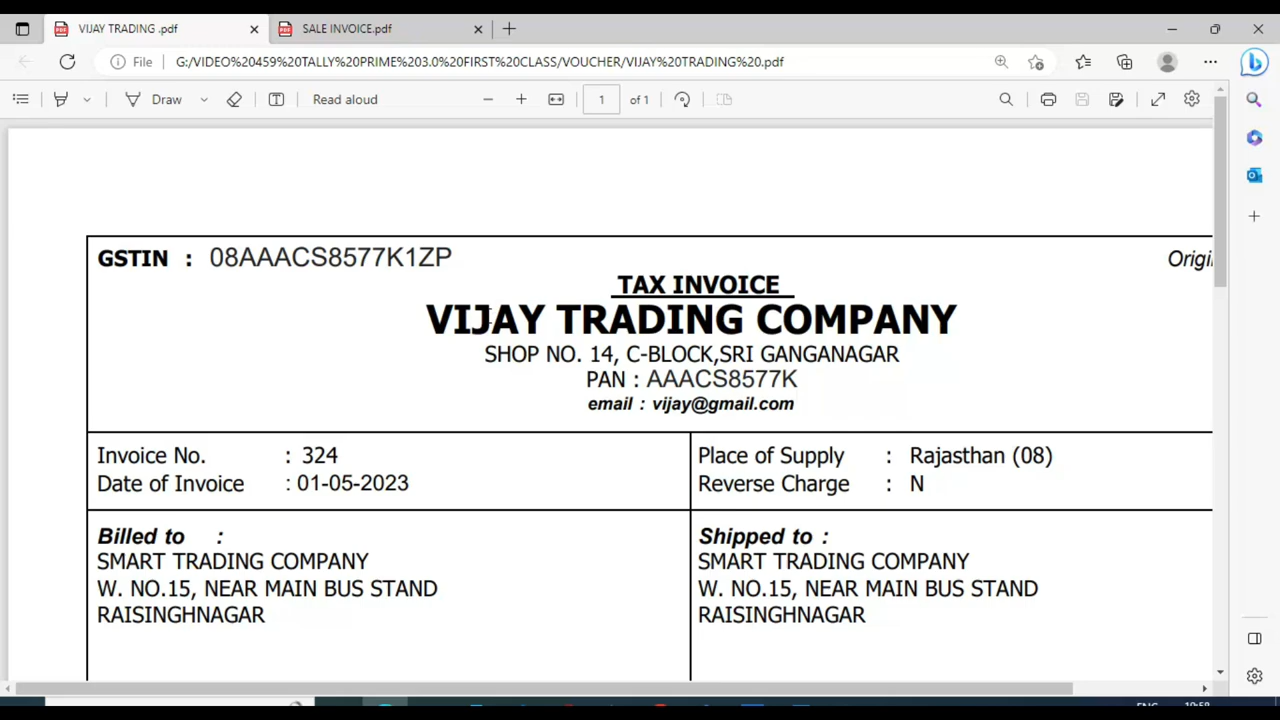 VIJAY TRADING .pdf
SALE INVOICE.pdf
File
G:/VIDEO%20459%20TALLY%20PRIME%203.0%20FIRST%20CLASS/VOUCHER/VIJAY%20TRADING%20.pdf
Draw
Read aloud
1 of 1
GSTIN : 08AAACS8577K1ZP
TAX INVOICE
VIJAY TRADING COMPANY
SHOP NO. 14, C-BLOCK,SRI GANGANAGAR
PAN : AAACS8577K
email : vijay@gmail.com
Invoice No. : 324
Date of Invoice : 01-05-2023
Place of Supply : Rajasthan (08)
Reverse Charge : N
Billed to :
SMART TRADING COMPANY
W. NO.15, NEAR MAIN BUS STAND
RAISINGHNAGAR
Shipped to :
SMART TRADING COMPANY
W. NO.15, NEAR MAIN BUS STAND
RAISINGHNAGAR